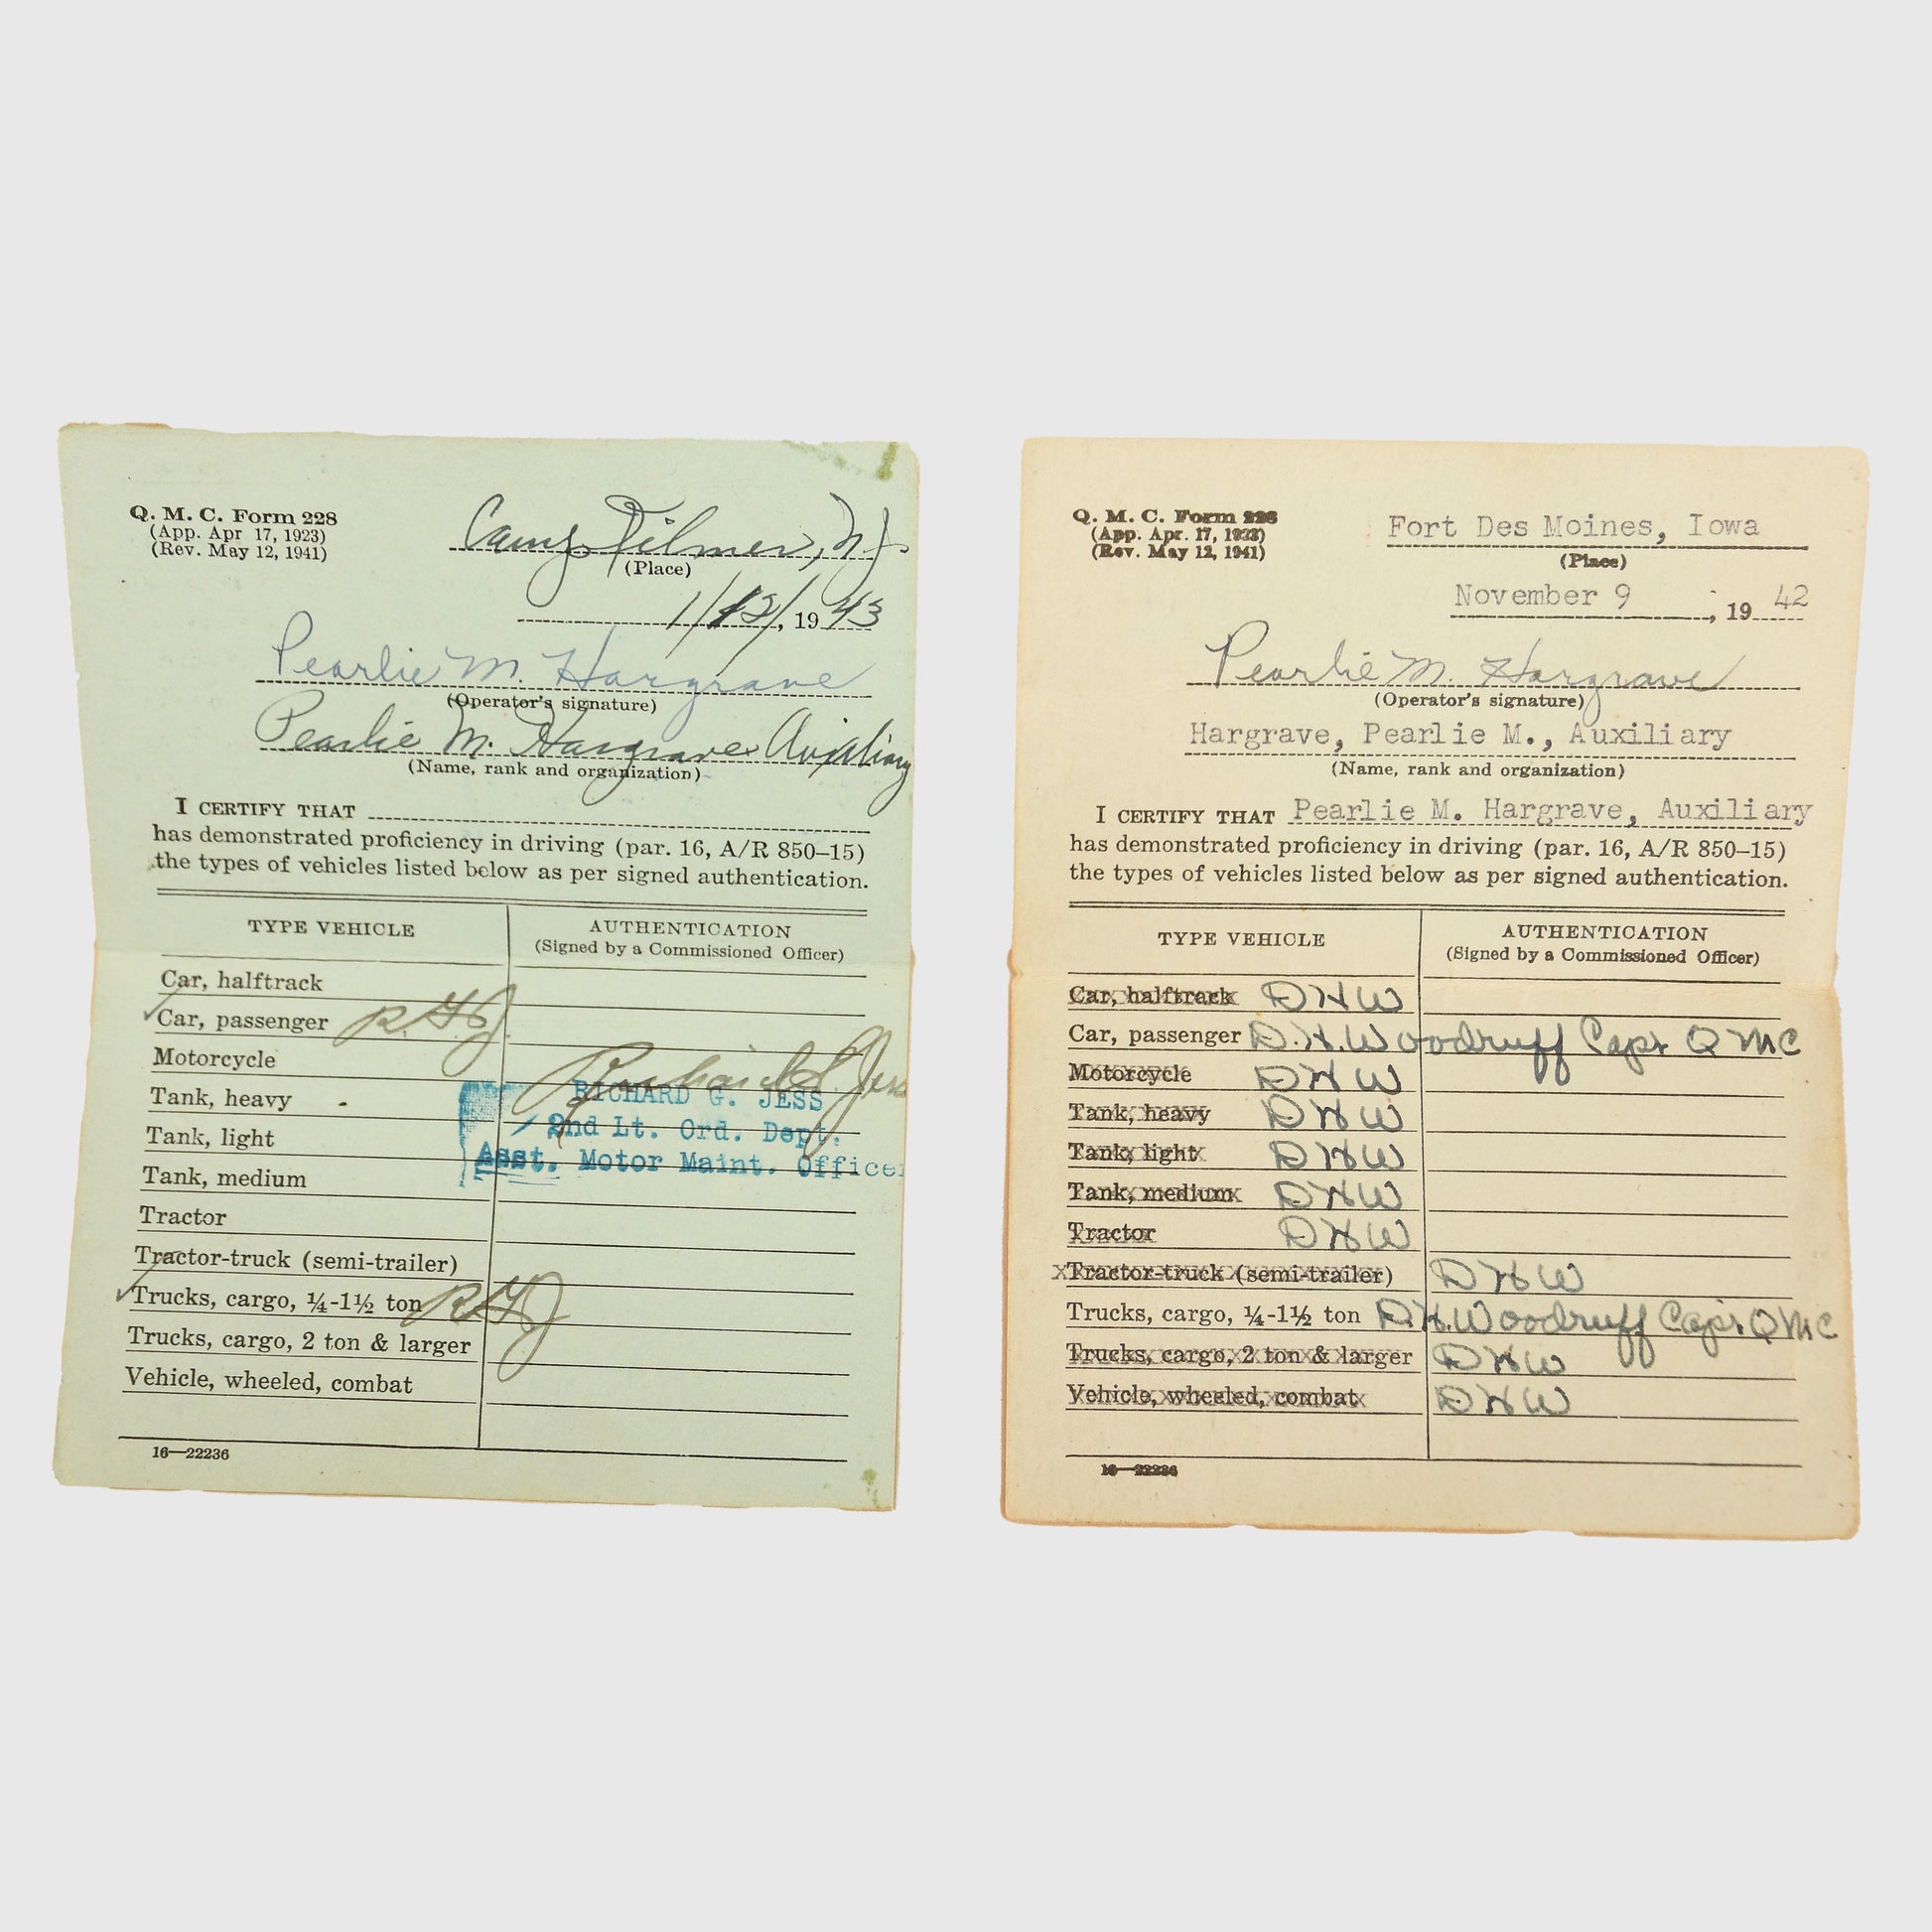 Q. M. C. Form 228
(App. Apr 17, 1923)
(Rev. May 12, 1941)
Camp Kilmer, N.J.
(Place)
1/12/, 19 43
Pearlie M. Hargrave
(Operator's signature)
Pearlie M. Hargrave Auxiliary
(Name, rank and organization)
I CERTIFY THAT
has demonstrated proficiency in driving (par. 16, A/R 850–15)
the types of vehicles listed below as per signed authentication.
TYPE VEHICLE
AUTHENTICATION
(Signed by a Commissioned Officer)
Car, halftrack
Car, passenger R.G.J.
Motorcycle
Richard G. Jess
Tank, heavy
RICHARD G. JESS
Tank, light
2nd Lt. Ord. Dept.
Asst. Motor Maint. Officer
Tank, medium
Tractor
Tractor-truck (semi-trailer)
Trucks, cargo, ¼-1½ ton RGJ
Trucks, cargo, 2 ton & larger
Vehicle, wheeled, combat
16—22236
Q. M. C. Form 228
(App. Apr. 17, 1923)
(Rev. May 12, 1941)
Fort Des Moines, Iowa
(Place)
November 9 , 19 42
Pearlie M. Hargrave
(Operator's signature)
Hargrave, Pearlie M., Auxiliary
(Name, rank and organization)
I CERTIFY THAT Pearlie M. Hargrave, Auxiliary
has demonstrated proficiency in driving (par. 16, A/R 850–15)
the types of vehicles listed below as per signed authentication.
TYPE VEHICLE
AUTHENTICATION
(Signed by a Commissioned Officer)
Car, halftrack DHW
Car, passenger D.H.Woodruff Capt QMC
Motorcycle DHW
Tank, heavy DHW
Tank, light DHW
Tank, medium DHW
Tractor DHW
Tractor-truck (semi-trailer) DHW
Trucks, cargo, ¼-1½ ton D.H.Woodruff Capt QMC
Trucks, cargo, 2 ton & larger DHW
Vehicle, wheeled, combat DHW
16—22236